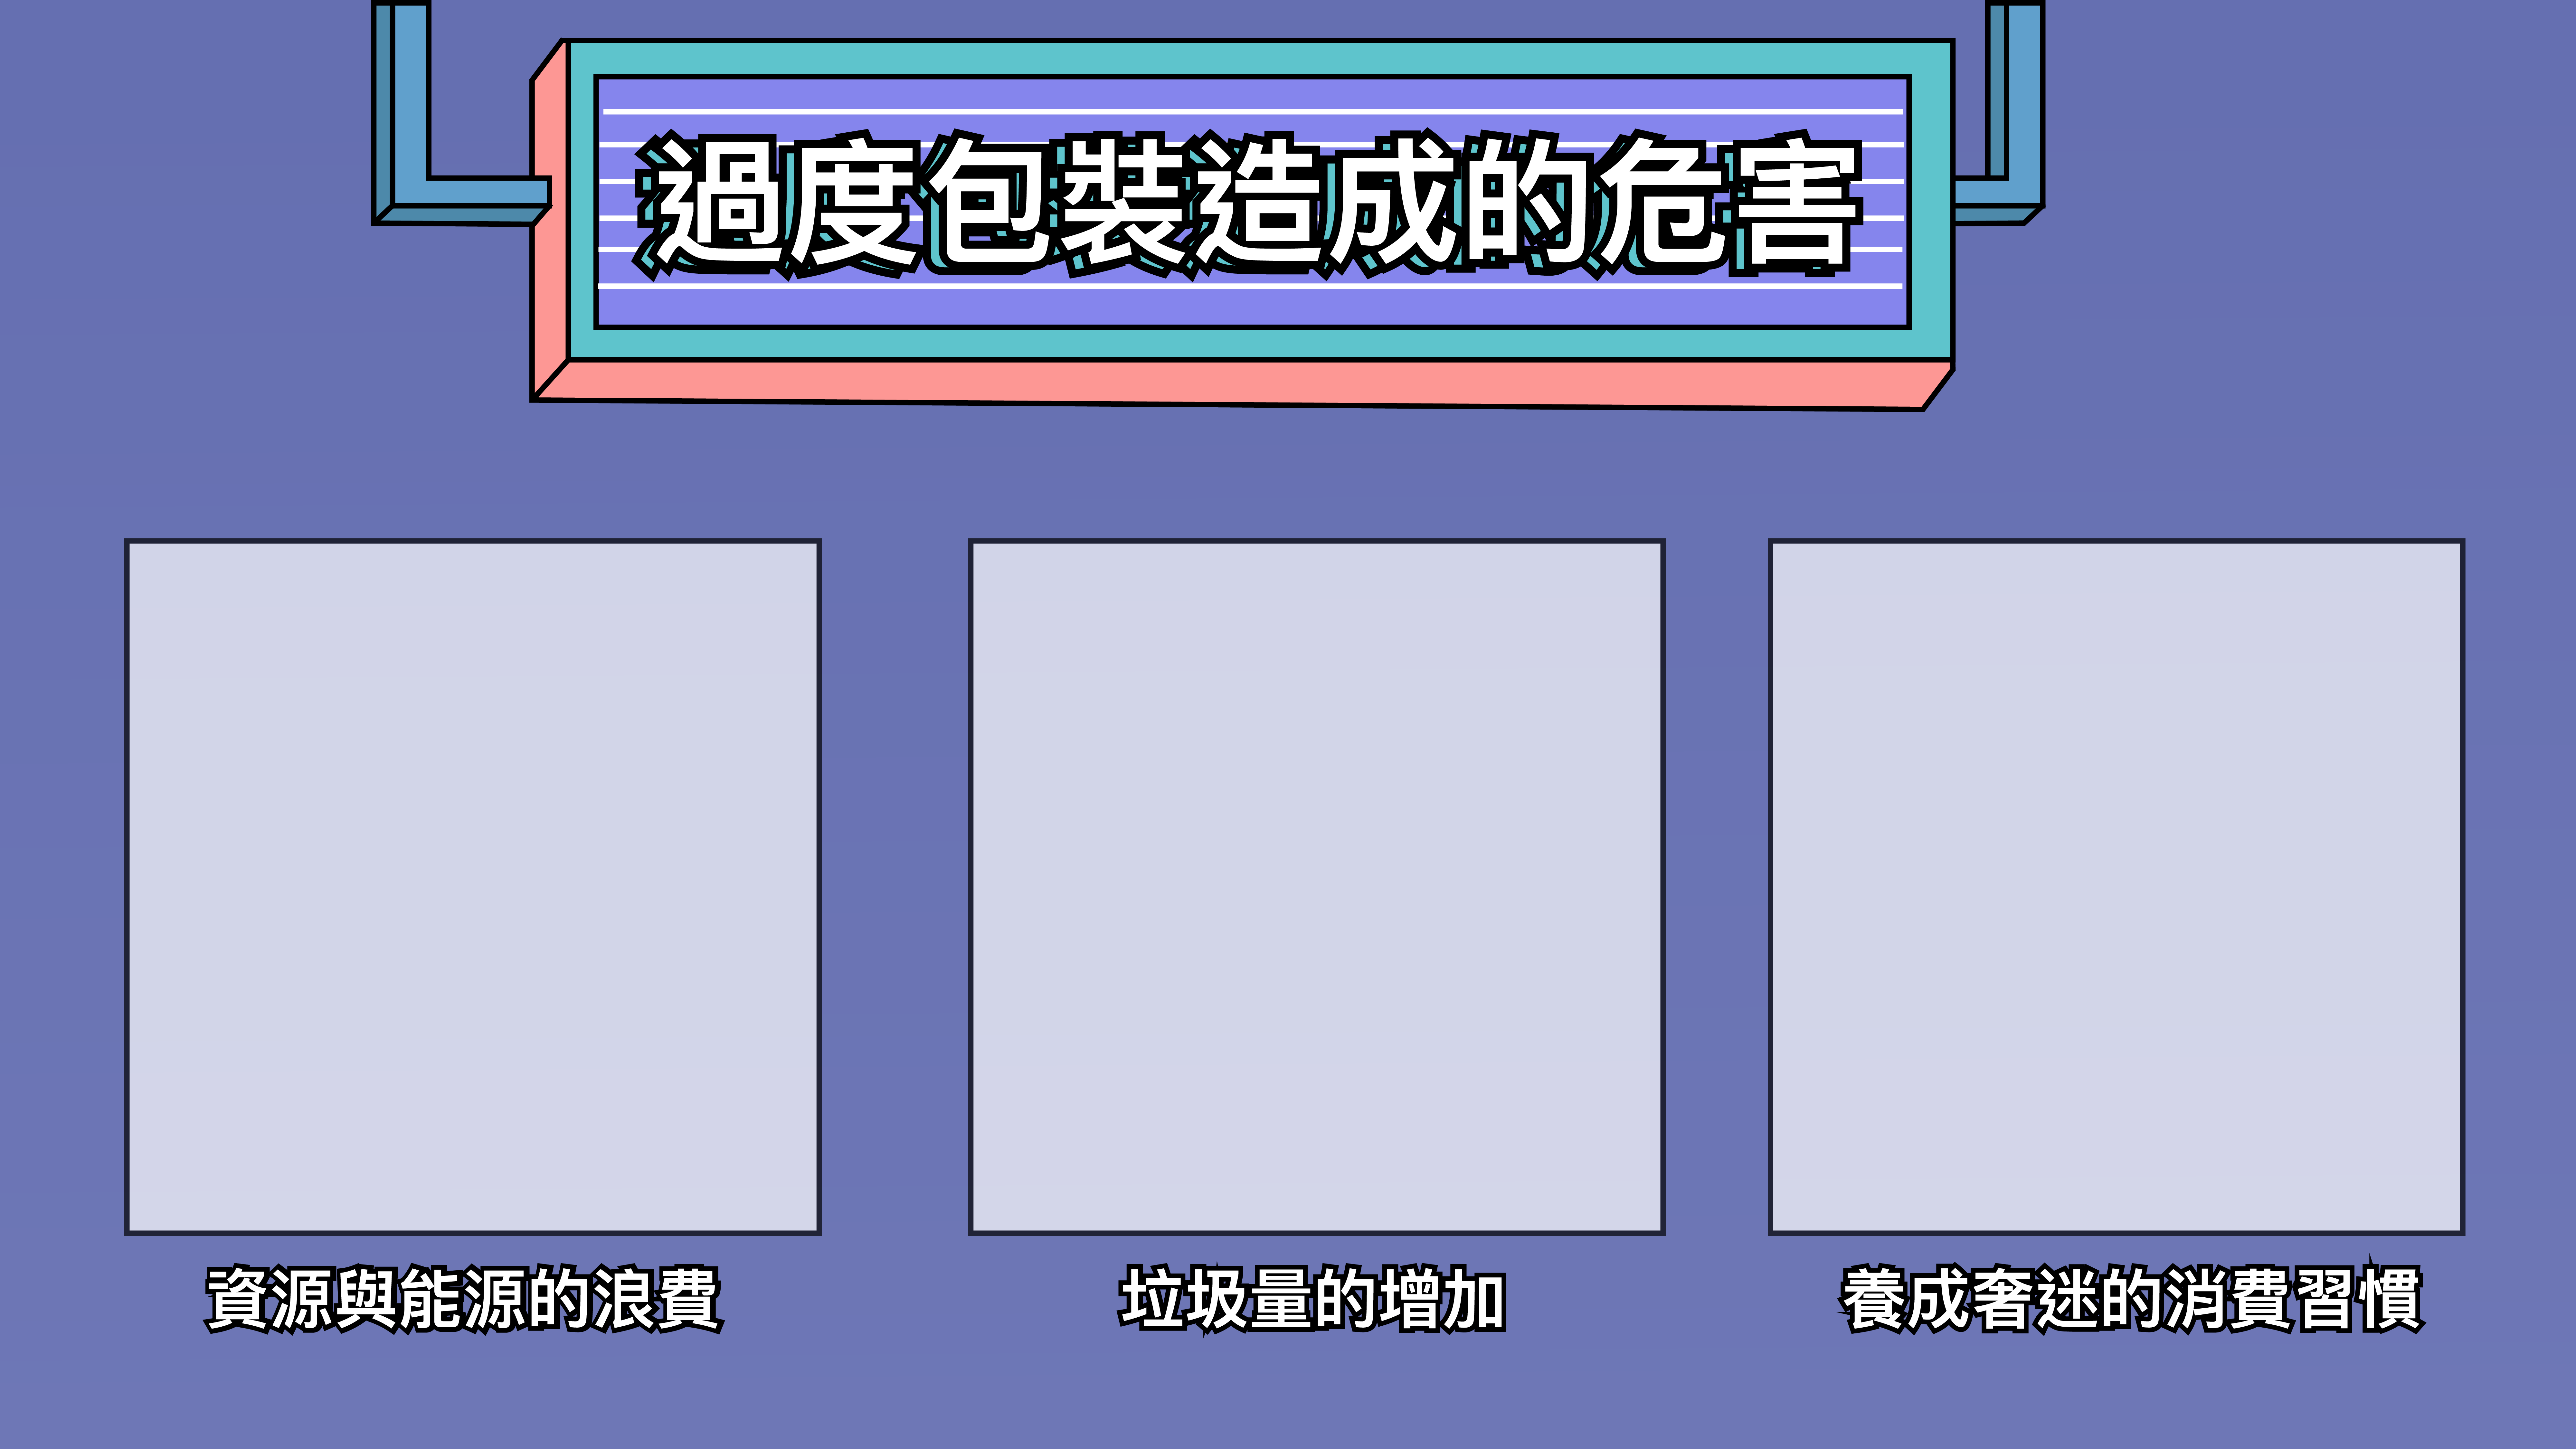 過度包裝造成的危害
資源與能源的浪費
垃圾量的增加
養成奢迷的消費習慣